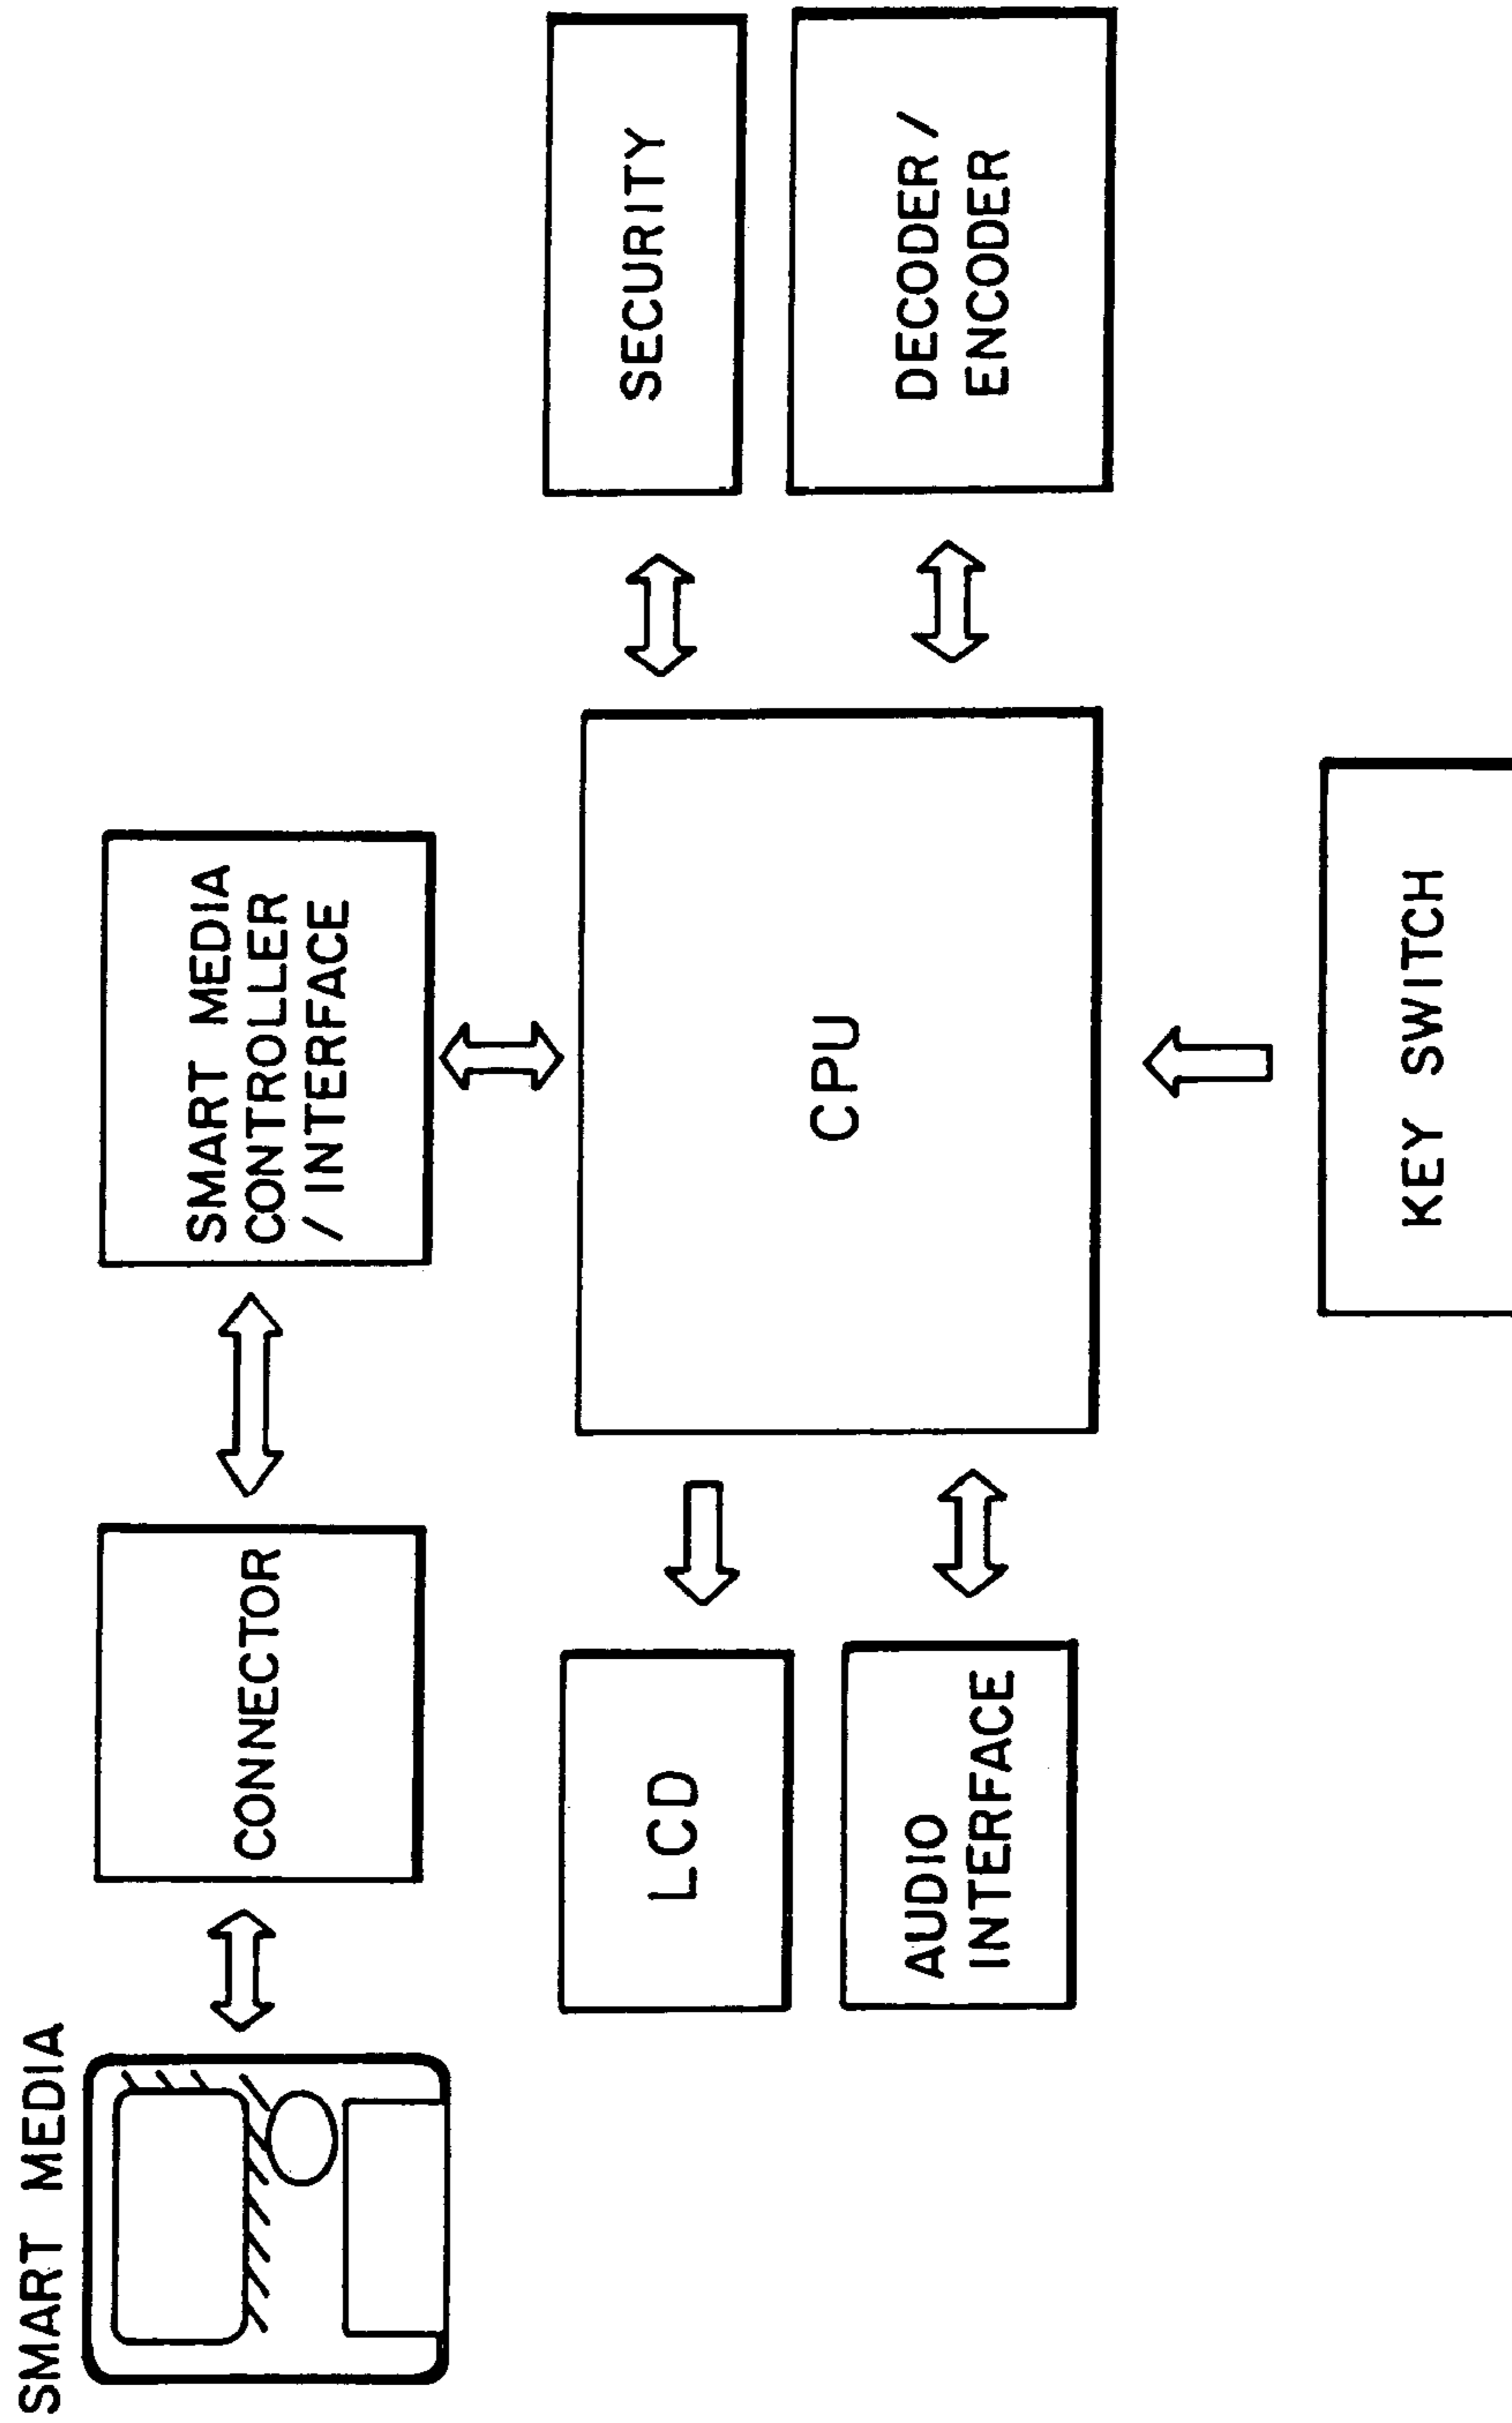 SMART MEDIA
CONNECTOR
SMART MEDIA
CONTROLLER
/ INTERFACE
LCD
AUDIO
INTERFACE
CPU
SECURITY
DECODER /
ENCODER
KEY SWITCH